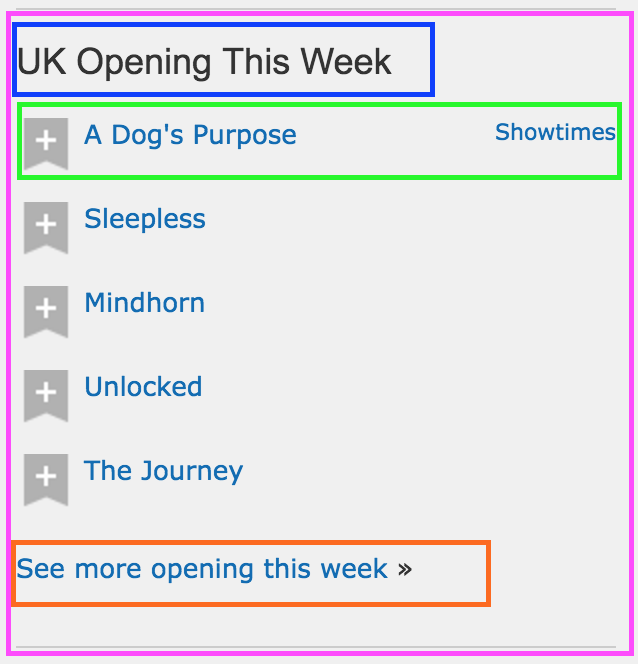 UK Opening This Week
A Dog's Purpose Showtimes
Sleepless
Mindhorn
Unlocked
The Journey
See more opening this week »